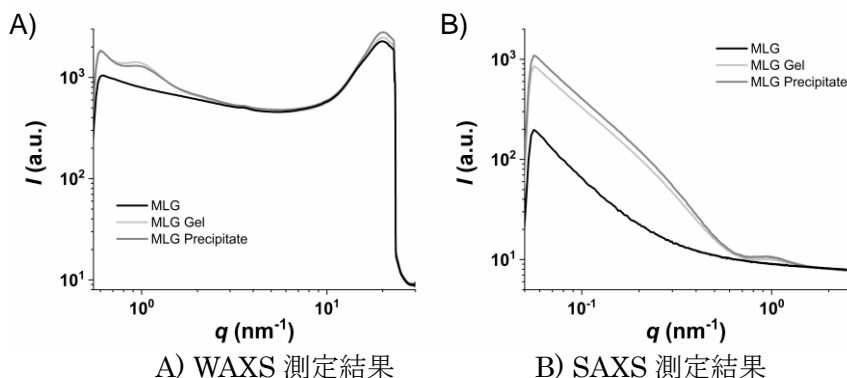 A)
10³
10²
10¹
I (a.u.)
MLG
MLG Gel
MLG Precipitate
10⁰
10¹
q (nm⁻¹)
A) WAXS 測定結果
B)
10³
10²
10¹
I (a.u.)
MLG
MLG Gel
MLG Precipitate
10⁻¹
10⁰
q (nm⁻¹)
B) SAXS 測定結果